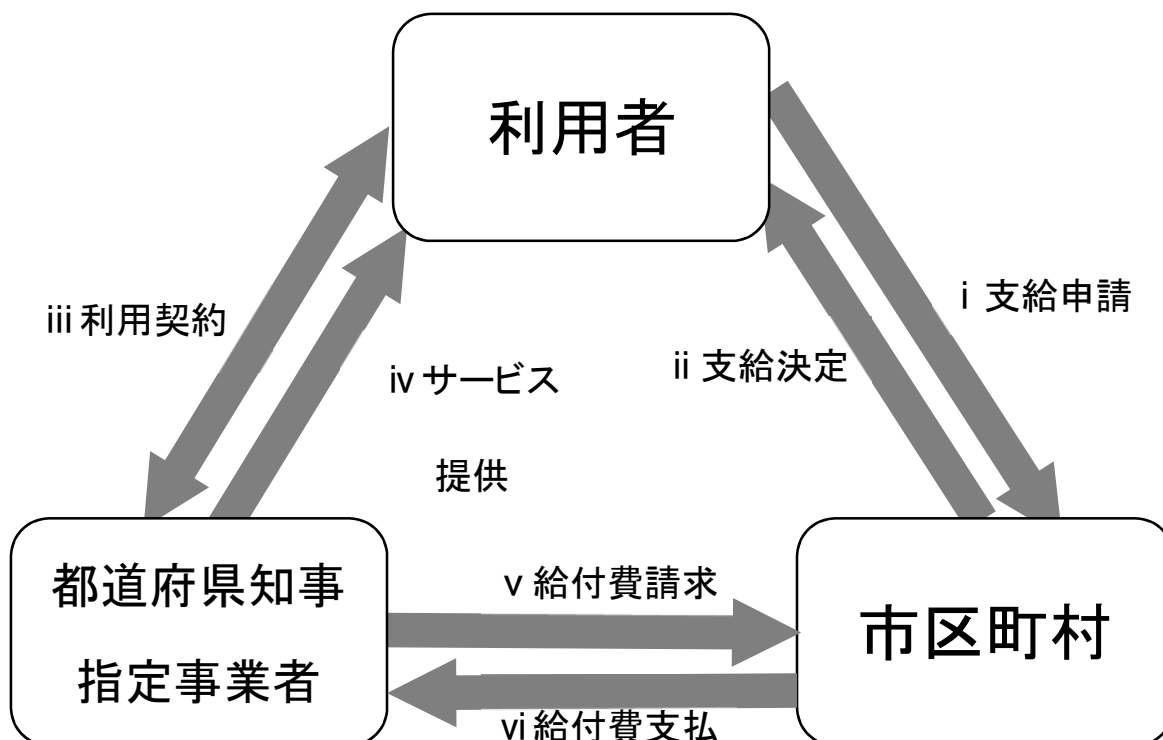 利用者
iii 利用契約
iv サービス
提供
i 支給申請
ii 支給決定
都道府県知事
指定事業者
v 給付費請求
vi 給付費支払
市区町村